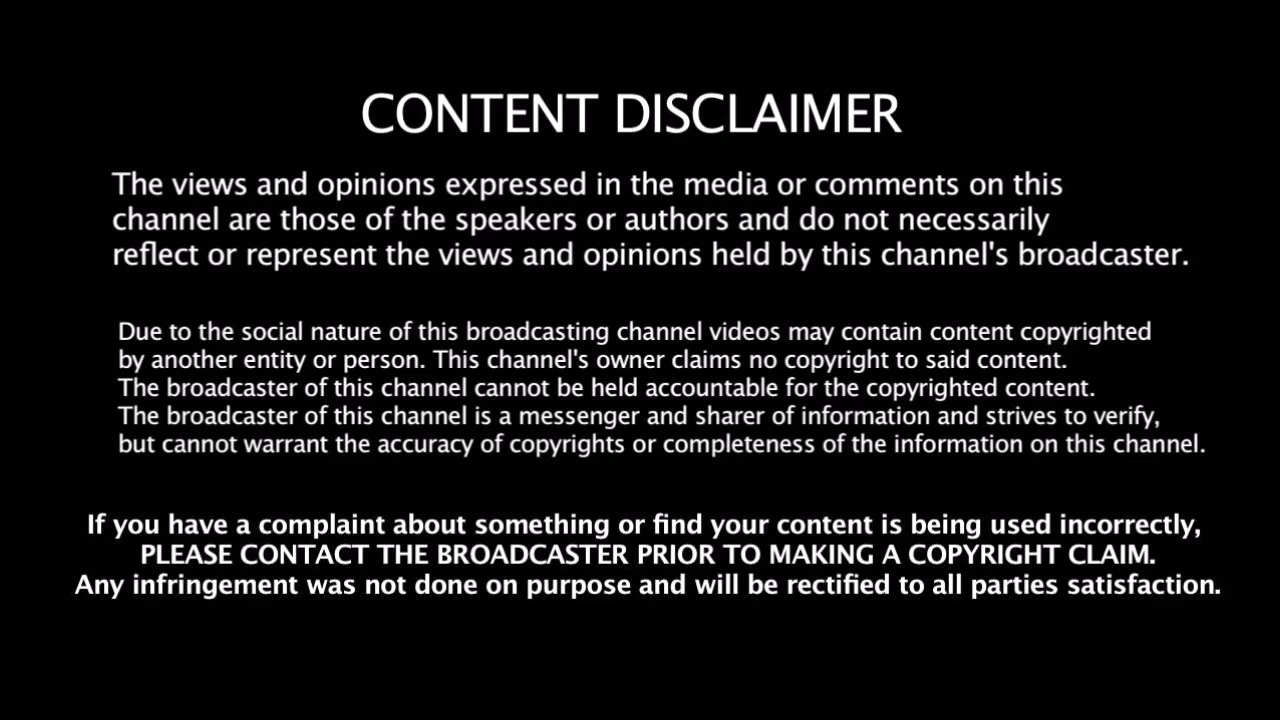 CONTENT DISCLAIMER
The views and opinions expressed in the media or comments on this
channel are those of the speakers or authors and do not necessarily
reflect or represent the views and opinions held by this channel's broadcaster.
Due to the social nature of this broadcasting channel videos may contain content copyrighted
by another entity or person. This channel's owner claims no copyright to said content.
The broadcaster of this channel cannot be held accountable for the copyrighted content.
The broadcaster of this channel is a messenger and sharer of information and strives to verify,
but cannot warrant the accuracy of copyrights or completeness of the information on this channel.
If you have a complaint about something or find your content is being used incorrectly,
PLEASE CONTACT THE BROADCASTER PRIOR TO MAKING A COPYRIGHT CLAIM.
Any infringement was not done on purpose and will be rectified to all parties satisfaction.